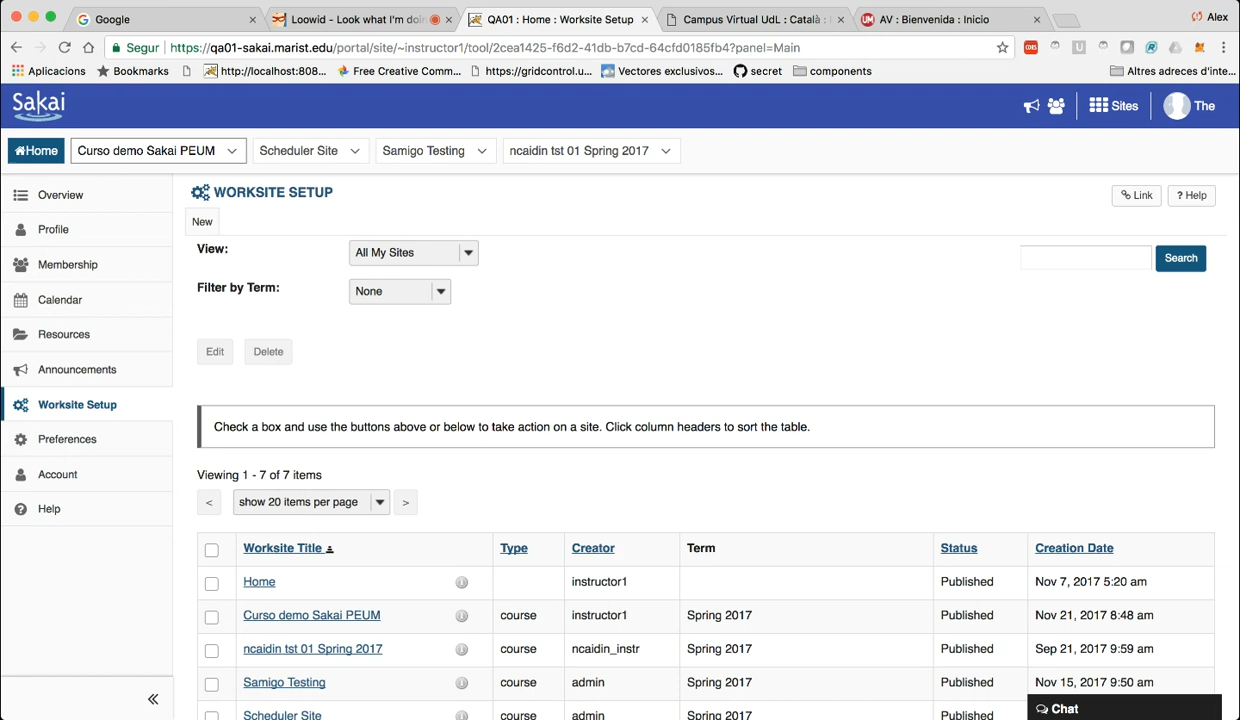 Google
Loowid - Look what I'm doin
QA01 : Home : Worksite Setup
Campus Virtual UdL : Català :
AV : Bienvenida : Inicio
Alex
Segur
https://qa01-sakai.marist.edu/portal/site/~instructor1/tool/2cea1425-f6d2-41db-b7cd-64cfd0185fb4?panel=Main
Aplicacions
Bookmarks
http://localhost:808...
Free Creative Comm...
https://gridcontrol.u...
Vectores exclusivos...
secret
components
Altres adreces d'inte...
Sakai
Sites
The
Home
Curso demo Sakai PEUM
Scheduler Site
Samigo Testing
ncaidin tst 01 Spring 2017
Overview
Profile
Membership
Calendar
Resources
Announcements
Worksite Setup
Preferences
Account
Help
WORKSITE SETUP
Link
? Help
New
View:
All My Sites
Search
Filter by Term:
None
Edit
Delete
Check a box and use the buttons above or below to take action on a site. Click column headers to sort the table.
Viewing 1 - 7 of 7 items
<
show 20 items per page
>
Worksite Title Type Creator Term Status Creation Date
Home instructor1 Published Nov 7, 2017 5:20 am
Curso demo Sakai PEUM course instructor1 Spring 2017 Published Nov 21, 2017 8:48 am
ncaidin tst 01 Spring 2017 course ncaidin_instr Spring 2017 Published Sep 21, 2017 9:59 am
Samigo Testing course admin Spring 2017 Published Nov 15, 2017 9:50 am
Scheduler Site course admin Spring 2017 Published
Chat